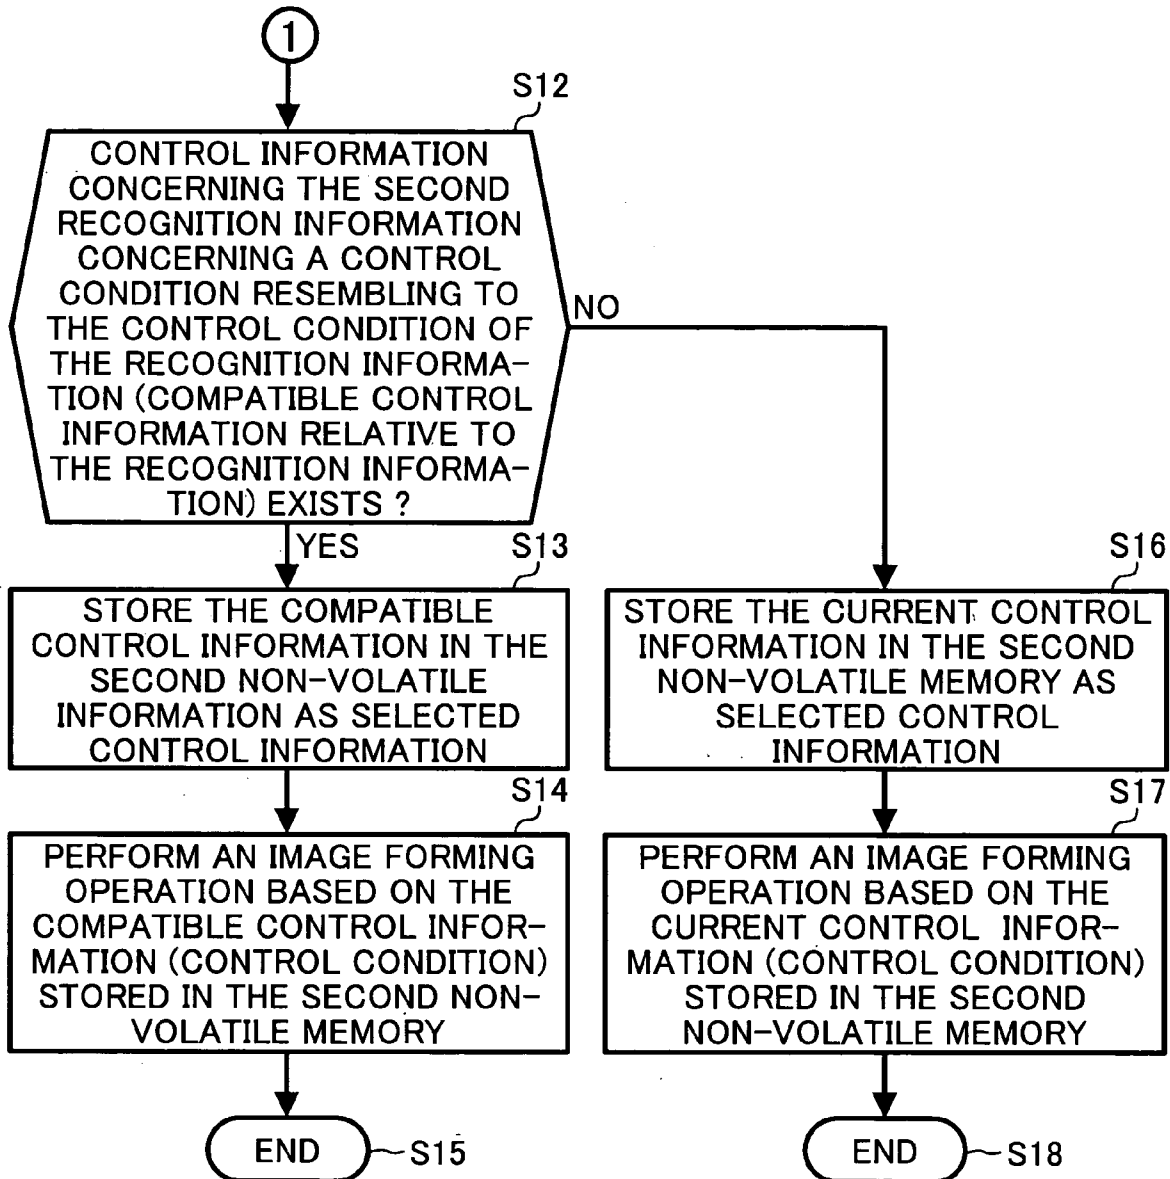 1
S12
CONTROL INFORMATION
CONCERNING THE SECOND
RECOGNITION INFORMATION
CONCERNING A CONTROL
CONDITION RESEMBLING TO
THE CONTROL CONDITION OF
THE RECOGNITION INFORMA-
TION (COMPATIBLE CONTROL
INFORMATION RELATIVE TO
THE RECOGNITION INFORMA-
TION) EXISTS ?
NO
YES
S13
STORE THE COMPATIBLE
CONTROL INFORMATION IN THE
SECOND NON-VOLATILE
INFORMATION AS SELECTED
CONTROL INFORMATION
S14
PERFORM AN IMAGE FORMING
OPERATION BASED ON THE
COMPATIBLE CONTROL INFOR-
MATION (CONTROL CONDITION)
STORED IN THE SECOND NON-
VOLATILE MEMORY
END
S15
S16
STORE THE CURRENT CONTROL
INFORMATION IN THE SECOND
NON-VOLATILE MEMORY AS
SELECTED CONTROL
INFORMATION
S17
PERFORM AN IMAGE FORMING
OPERATION BASED ON THE
CURRENT CONTROL INFOR-
MATION (CONTROL CONDITION)
STORED IN THE SECOND
NON-VOLATILE MEMORY
END
S18